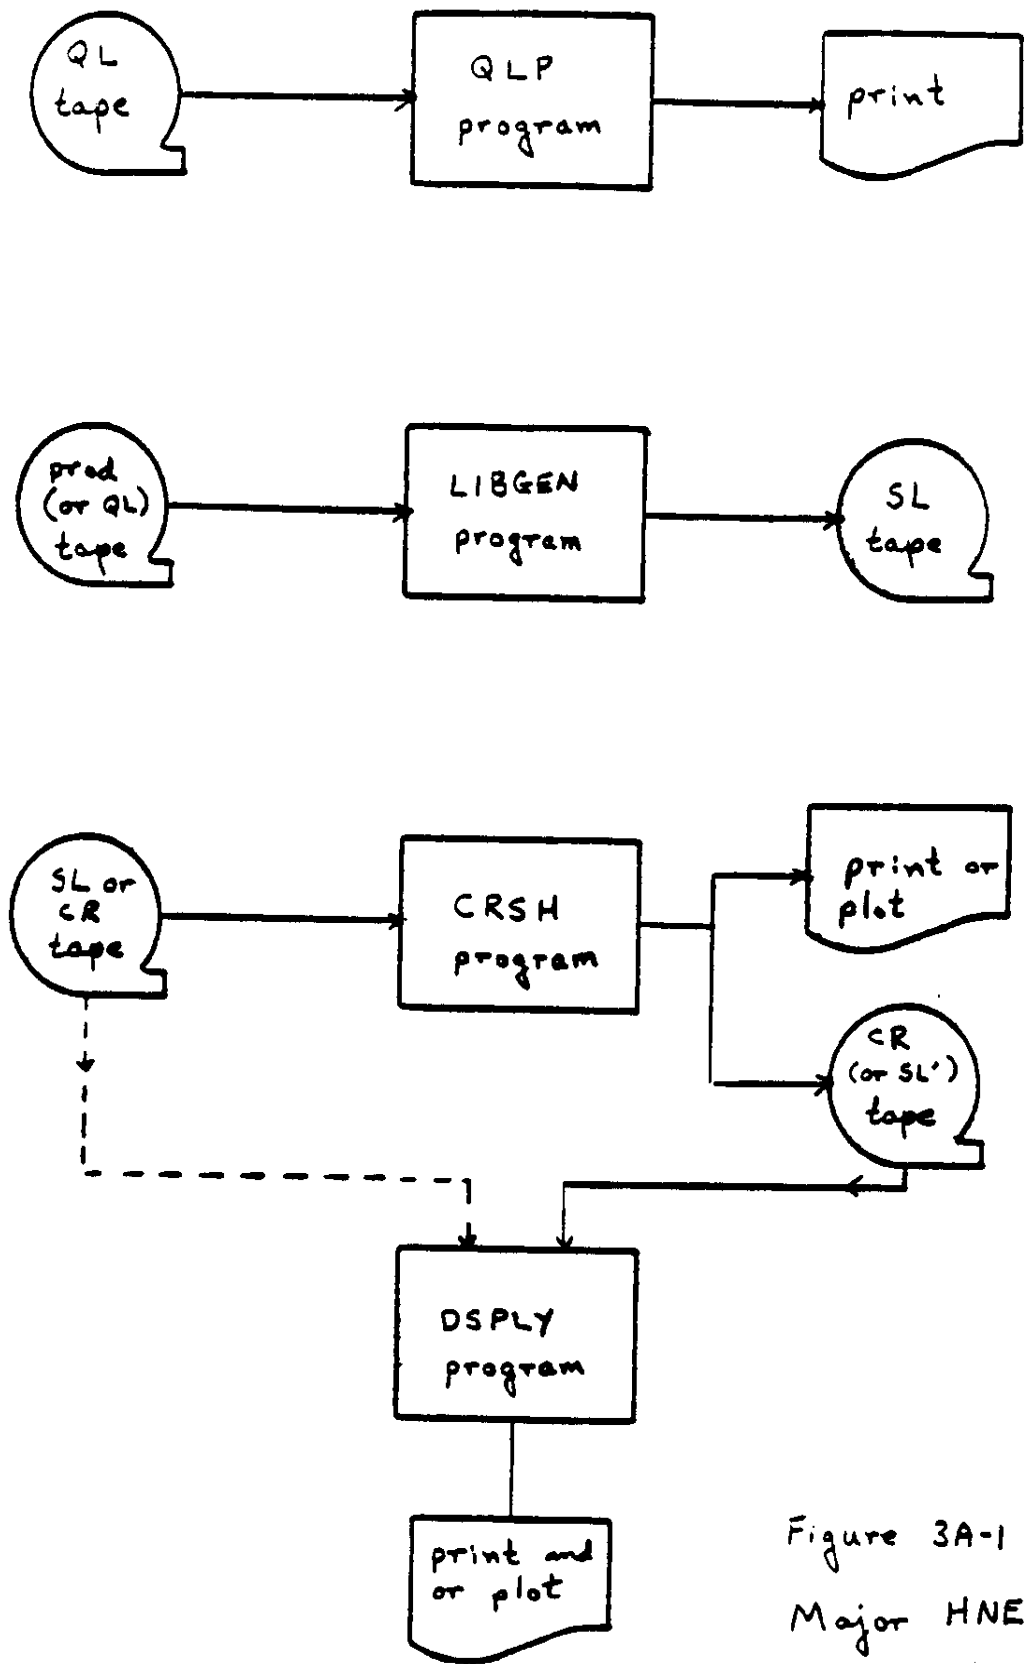 QL
tape
QLP
program
print
prod
(or QL)
tape
LIBGEN
program
SL
tape
SL or
CR
tape
CRSH
program
print or
plot
CR
(or SL')
tape
DSPLY
program
print and
or plot
Figure 3A-1
Major HNE